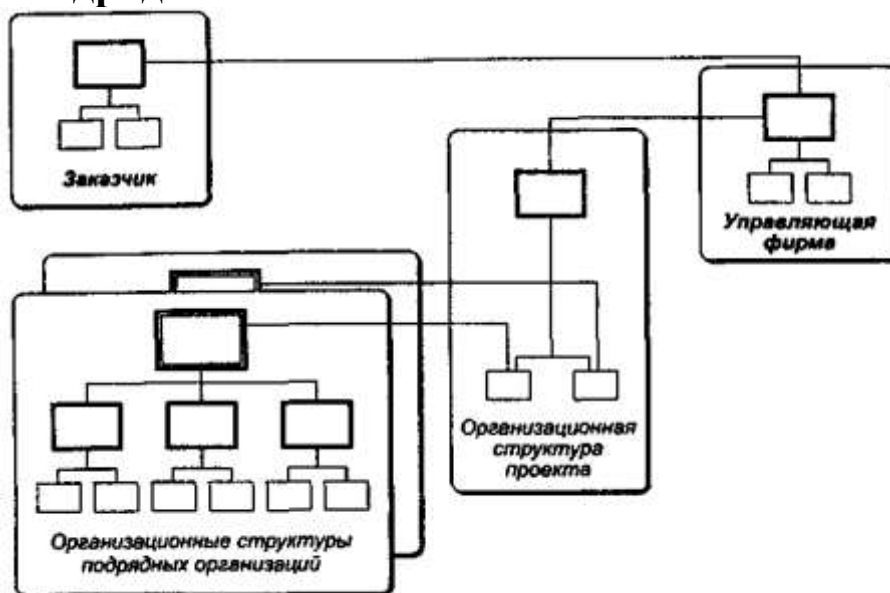 Заказчик
Управляющая
фирма
Организационная
структура
проекта
Организационные структуры
подрядных организаций